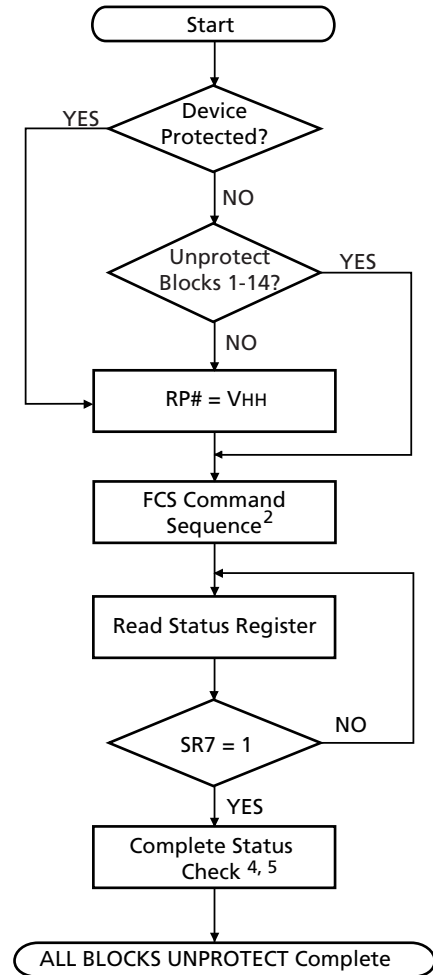 Start
Device
Protected?
YES
NO
Unprotect
Blocks 1-14?
YES
NO
RP# = VHH
FCS Command
Sequence2
Read Status Register
SR7 = 1
NO
YES
Complete Status
Check 4, 5
ALL BLOCKS UNPROTECT Complete